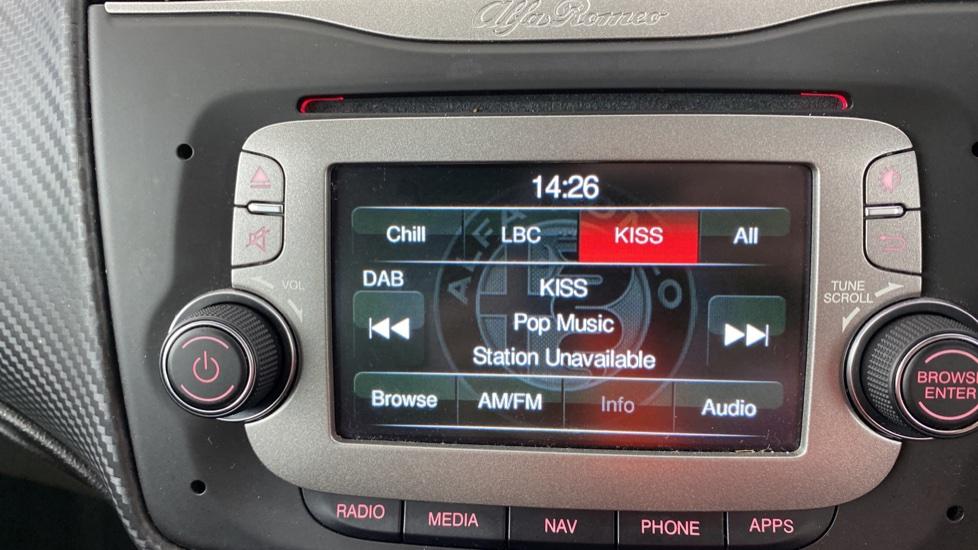 Alfa Romeo
14:26
Chill LBC KISS All
DAB
KISS
Pop Music
Station Unavailable
Browse AM/FM Info Audio
VOL
TUNE
SCROLL
BROWSE
ENTER
RADIO MEDIA NAV PHONE APPS